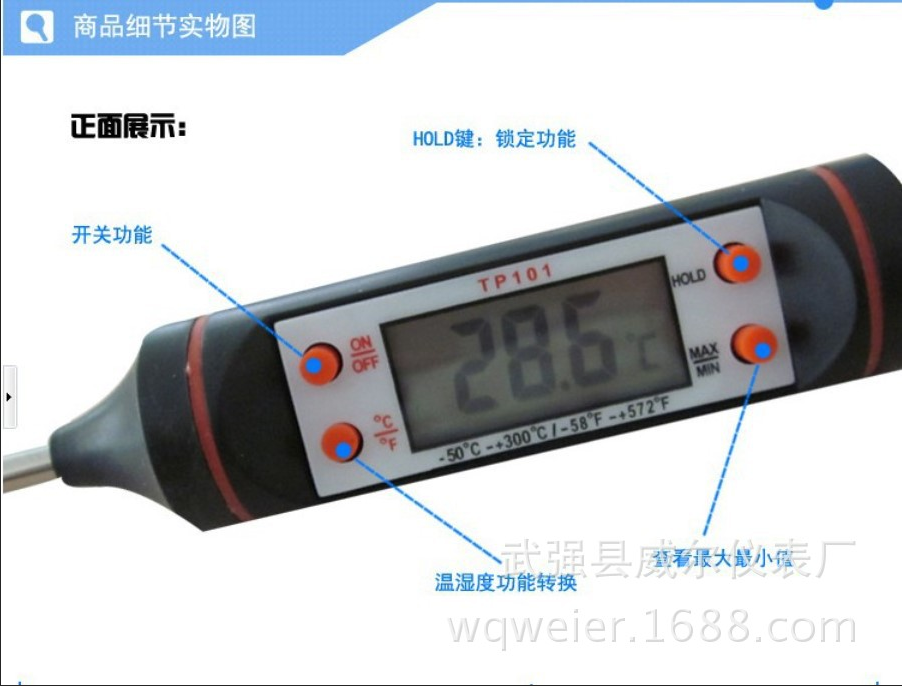 商品细节实物图
正面展示：
HOLD键：锁定功能
开关功能
TP101
HOLD
ON
OFF
28.6℃
MAX
MIN
°C
°F
-50°C -+300°C / -58°F -+572°F
武强县威尔仪表厂
查看最大最小值
温湿度功能转换
wqweier.1688.com